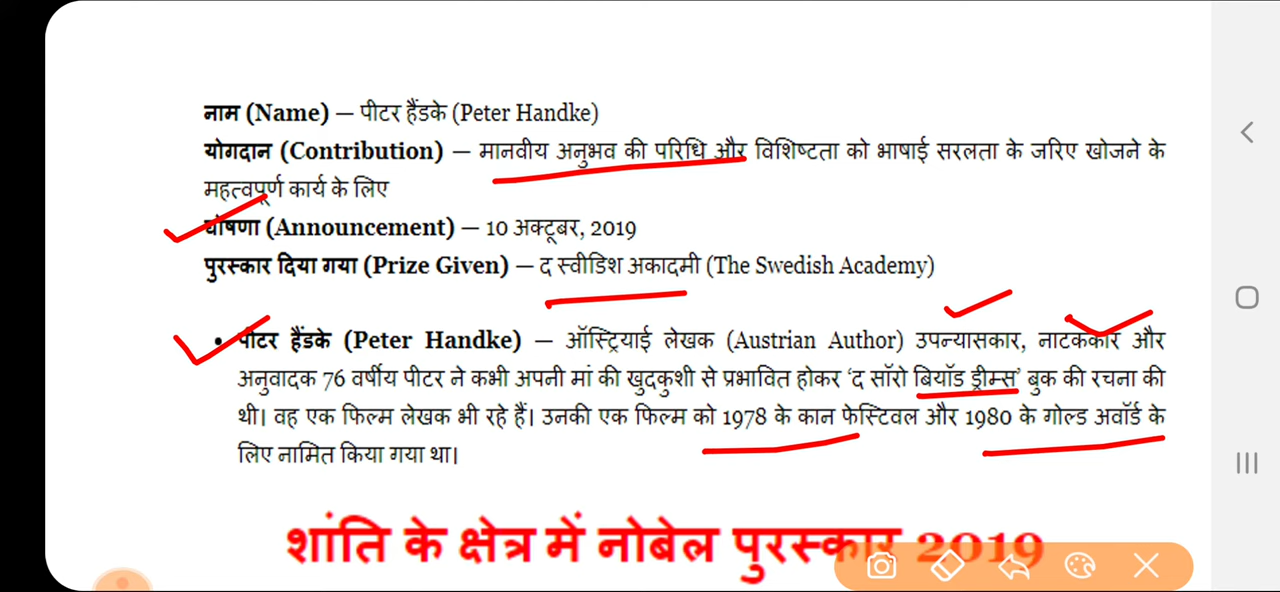 नाम (Name) — पीटर हैंडके (Peter Handke)
योगदान (Contribution) — मानवीय अनुभव की परिधि और विशिष्टता को भाषाई सरलता के जरिए खोजने के
महत्वपूर्ण कार्य के लिए
घोषणा (Announcement) — 10 अक्टूबर, 2019
पुरस्कार दिया गया (Prize Given) — द स्वीडिश अकादमी (The Swedish Academy)
• पीटर हैंडके (Peter Handke) — ऑस्ट्रियाई लेखक (Austrian Author) उपन्यासकार, नाटककार और
अनुवादक 76 वर्षीय पीटर ने कभी अपनी मां की खुदकुशी से प्रभावित होकर ‘द सॉरो बियॉड ड्रीम्स’ बुक की रचना की
थी। वह एक फिल्म लेखक भी रहे हैं। उनकी एक फिल्म को 1978 के कान फेस्टिवल और 1980 के गोल्ड अवॉर्ड के
लिए नामित किया गया था।
शांति के क्षेत्र में नोबेल पुरस्कार 2019